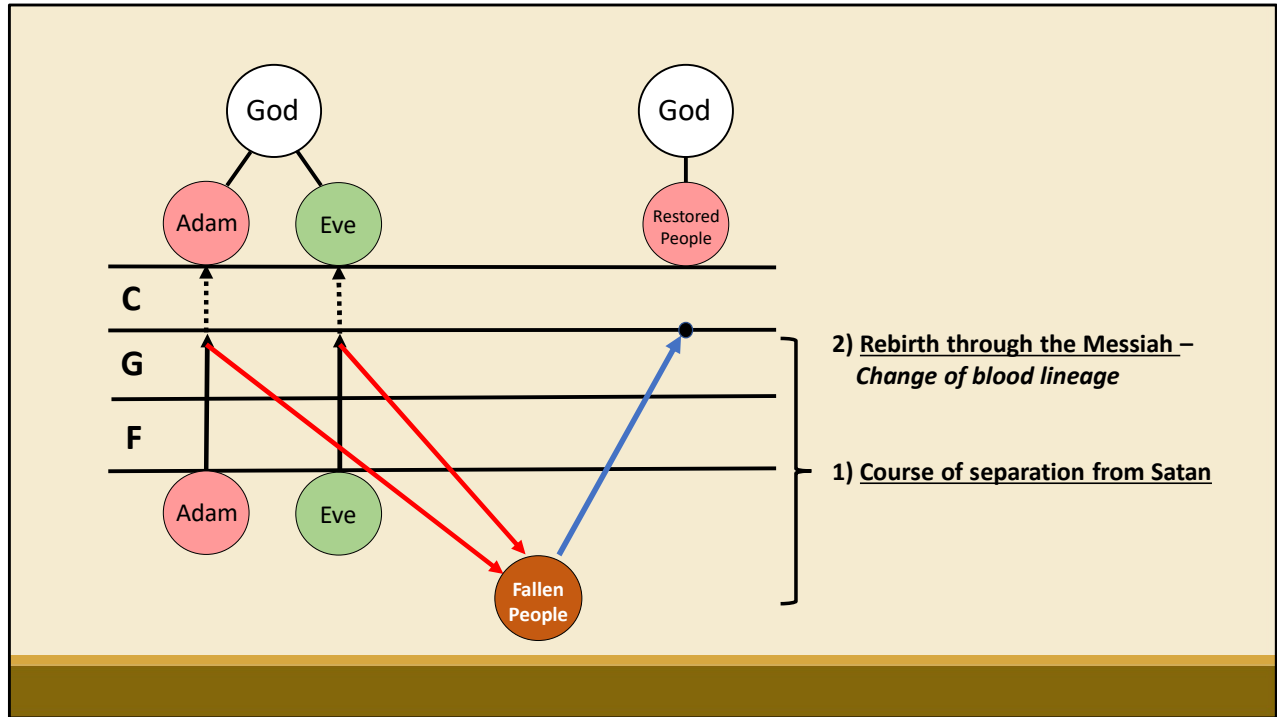 God
God
Adam
Eve
Restored
People
C
G
F
2) Rebirth through the Messiah –
Change of blood lineage
1) Course of separation from Satan
Adam
Eve
Fallen
People